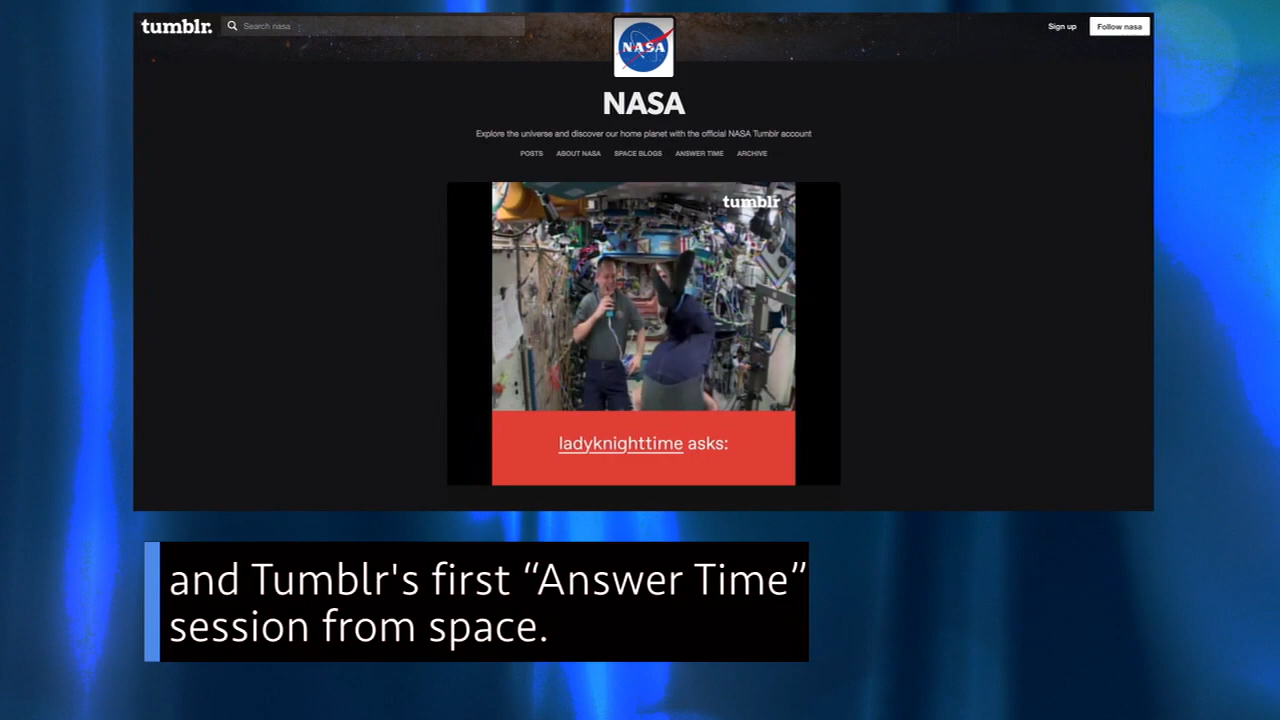 tumblr.
Search nasa
Sign up
Follow nasa
NASA
NASA
Explore the universe and discover our home planet with the official NASA Tumblr account
POSTS ABOUT NASA SPACE BLOGS ANSWER TIME ARCHIVE
tumblr
ladyknighttime asks:
and Tumblr's first “Answer Time”
session from space.